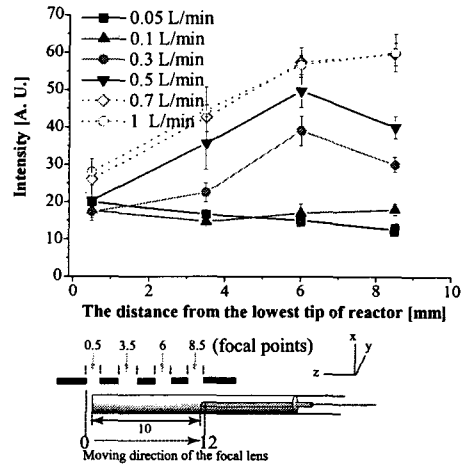 70
60
50
40
30
20
10
0
Intensity [A. U.]
0.05 L/min
0.1 L/min
0.3 L/min
0.5 L/min
0.7 L/min
1 L/min
0 2 4 6 8 10
The distance from the lowest tip of reactor [mm]
0.5 3.5 6 8.5 (focal points)
x
y
z
10
0 12
Moving direction of the focal lens